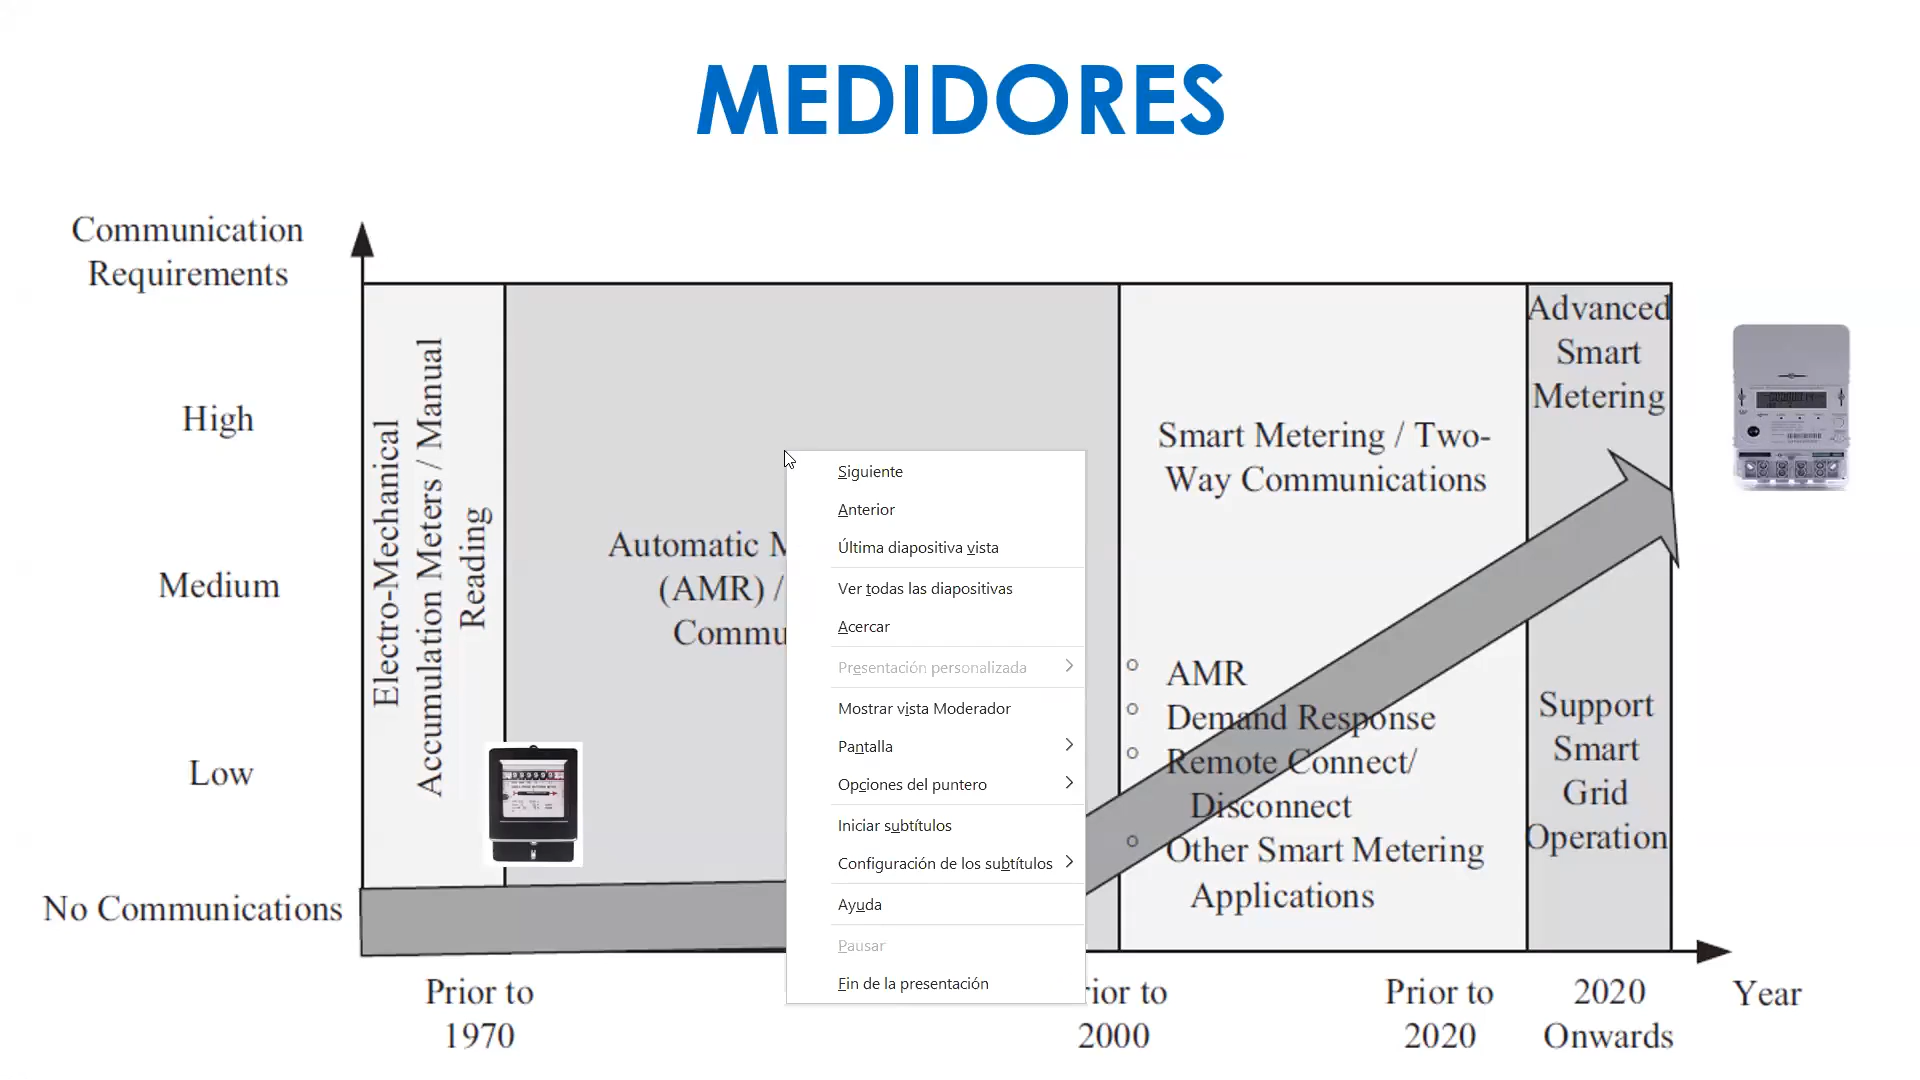 MEDIDORES
Communication
Requirements
High
Medium
Low
No Communications
Electro-Mechanical
Accumulation Meters / Manual
Reading
Automatic
(AMR) /
Smart Metering / Two-
Way Communications
AMR
Demand Response
Remote Connect/
Disconnect
Other Smart Metering
Applications
Advanced
Smart
Metering
Support
Smart
Grid
Operation
Siguiente
Anterior
Última diapositiva vista
Ver todas las diapositivas
Acercar
Presentación personalizada
Mostrar vista Moderador
Pantalla
Opciones del puntero
Iniciar subtítulos
Configuración de los subtítulos
Ayuda
Pausar
Fin de la presentación
Prior to
1970
rior to
2000
Prior to
2020
2020
Onwards
Year